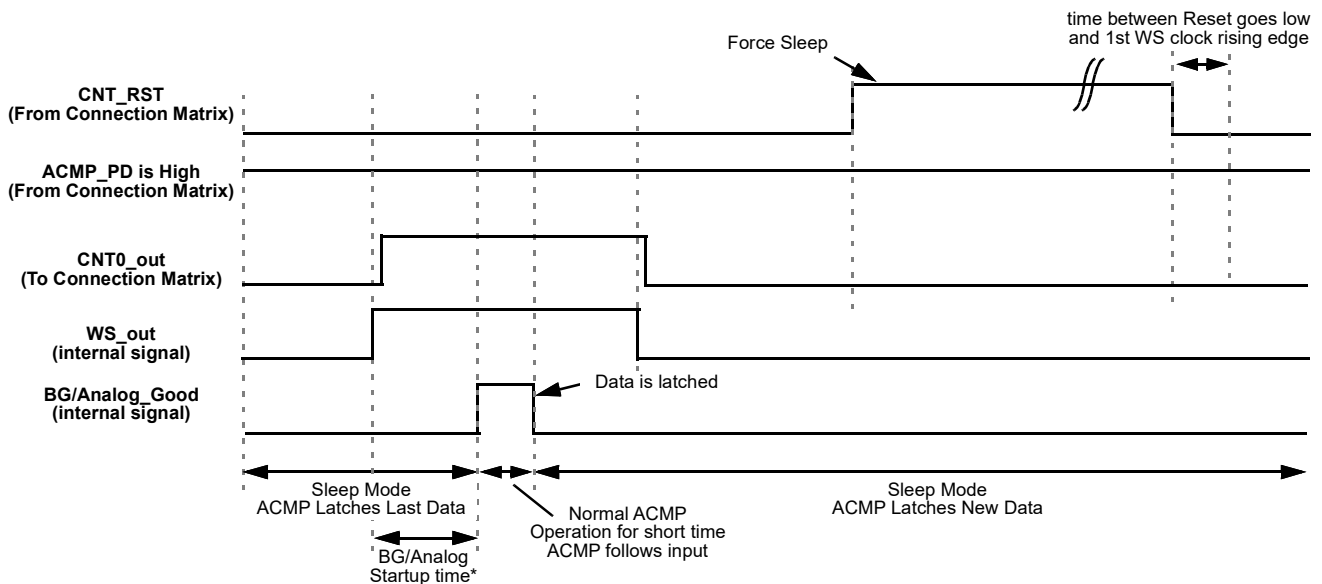 time between Reset goes low
and 1st WS clock rising edge
Force Sleep
CNT_RST
(From Connection Matrix)
ACMP_PD is High
(From Connection Matrix)
CNT0_out
(To Connection Matrix)
WS_out
(internal signal)
BG/Analog_Good
(internal signal)
Data is latched
Sleep Mode
ACMP Latches Last Data
Normal ACMP
Operation for short time
ACMP follows input
Sleep Mode
ACMP Latches New Data
BG/Analog
Startup time*